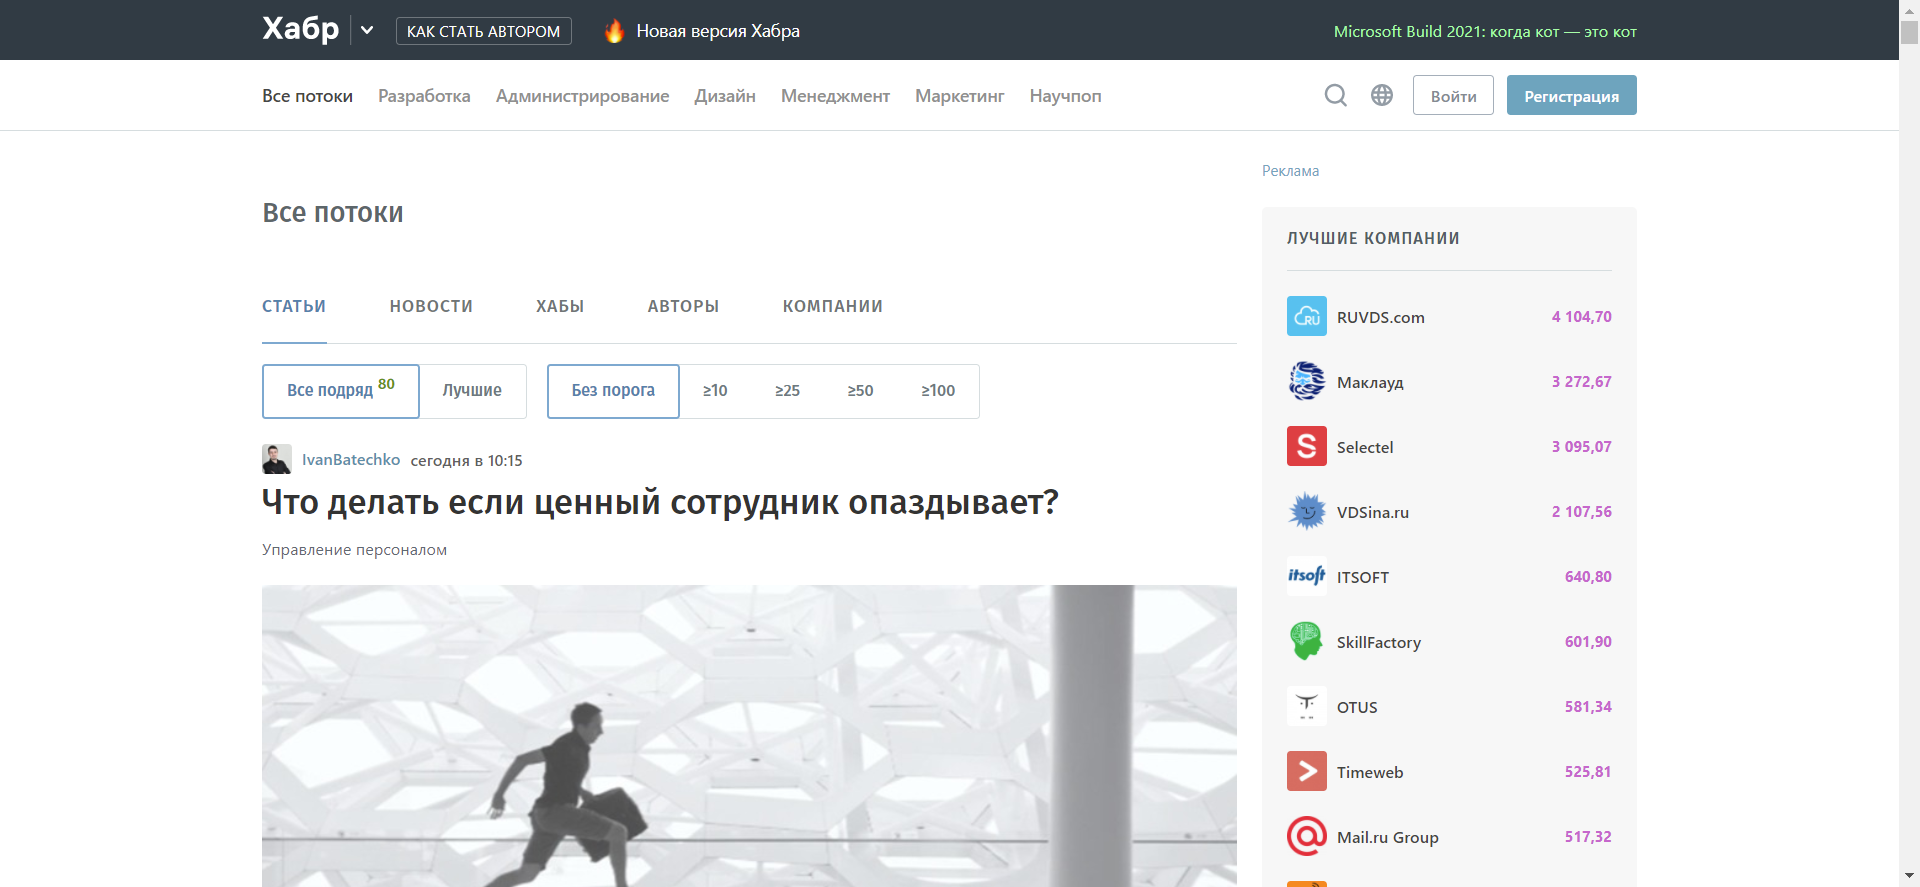 Хабр
КАК СТАТЬ АВТОРОМ
Новая версия Хабра
Microsoft Build 2021: когда кот — это кот
Все потоки
Разработка
Администрирование
Дизайн
Менеджмент
Маркетинг
Научпоп
Войти
Регистрация
Все потоки
СТАТЬИ
НОВОСТИ
ХАБЫ
АВТОРЫ
КОМПАНИИ
Все подряд 80
Лучшие
Без порога
≥10
≥25
≥50
≥100
IvanBatechko сегодня в 10:15
Что делать если ценный сотрудник опаздывает?
Управление персоналом
Реклама
ЛУЧШИЕ КОМПАНИИ
RU
RUVDS.com 4 104,70
Маклауд 3 272,67
S
Selectel 3 095,07
VDSina.ru 2 107,56
itsoft
ITSOFT 640,80
SkillFactory 601,90
OTUS 581,34
Timeweb 525,81
Mail.ru Group 517,32